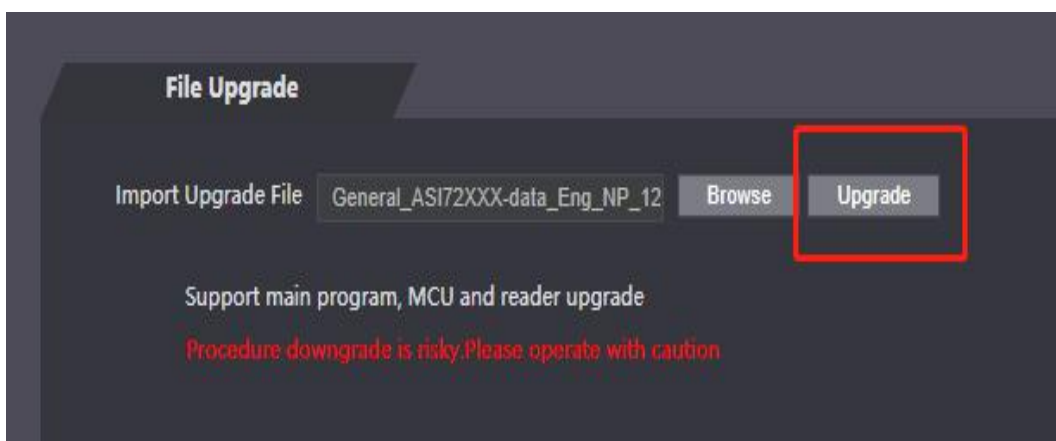 File Upgrade
Import Upgrade File General_ASI72XXX-data_Eng_NP_12 Browse Upgrade
Support main program, MCU and reader upgrade
Procedure downgrade is risky.Please operate with caution